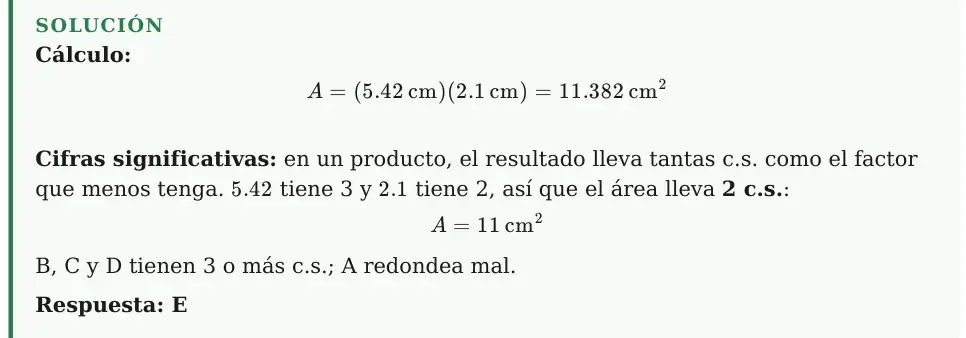 SOLUCIÓN
Cálculo:
A = (5.42 cm)(2.1 cm) = 11.382 cm²
Cifras significativas: en un producto, el resultado lleva tantas c.s. como el factor
que menos tenga. 5.42 tiene 3 y 2.1 tiene 2, así que el área lleva 2 c.s.:
A = 11 cm²
B, C y D tienen 3 o más c.s.; A redondea mal.
Respuesta: E